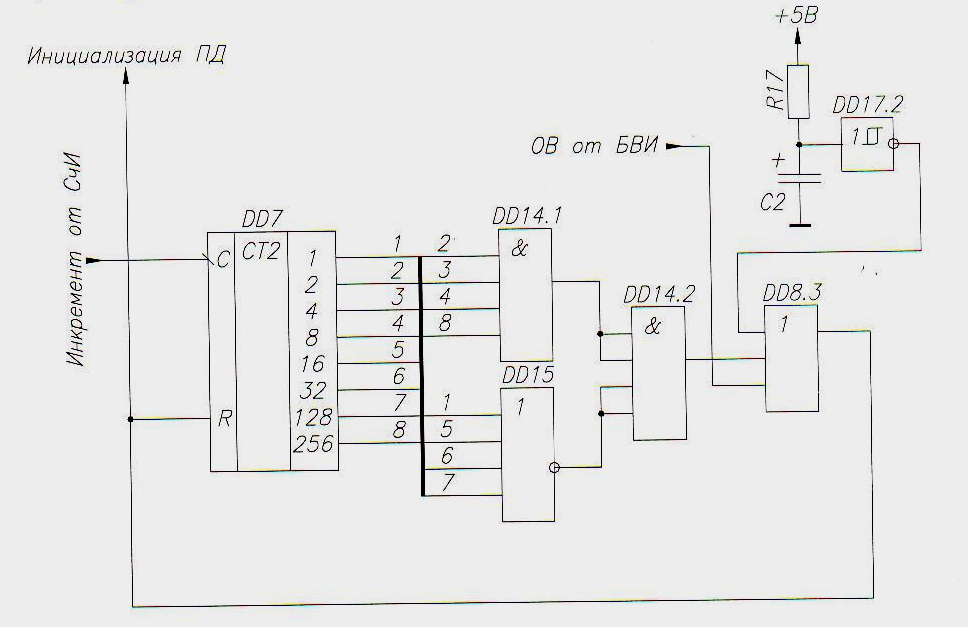 +5В
Инициализация ПД
R17
DD17.2
1
ОВ от БВИ
+
C2
Инкремент от СчИ
DD7
C
СТ2
R
1
2
4
8
16
32
128
256
1
2
3
4
5
6
7
8
2
3
4
8
1
5
6
7
DD14.1
&
DD15
1
DD14.2
&
DD8.3
1